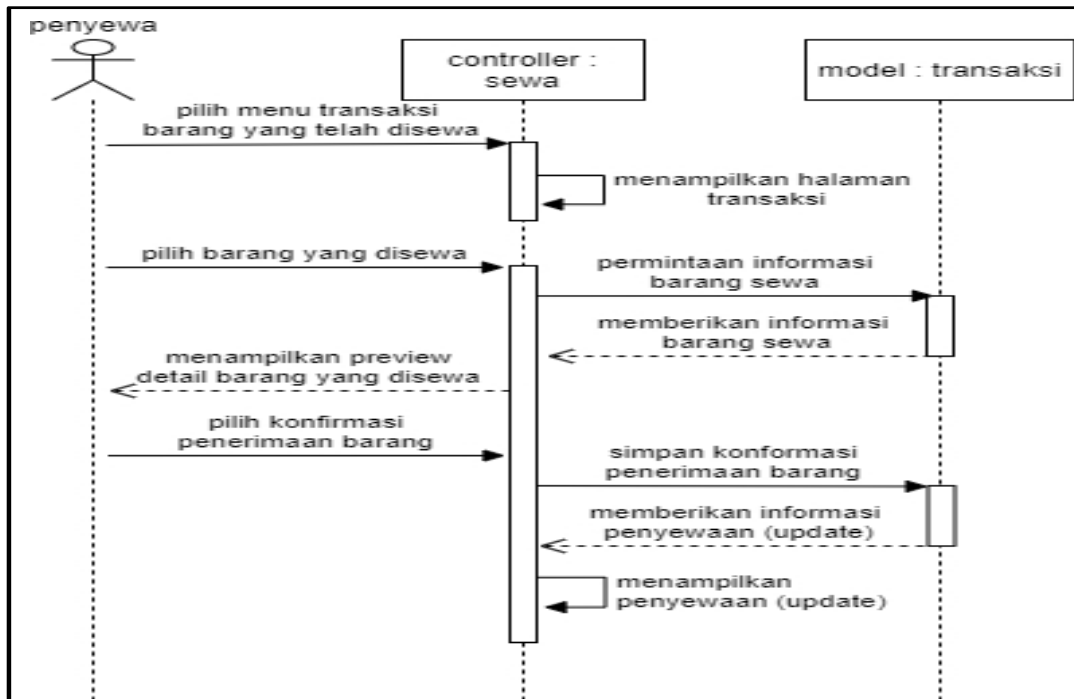 penyewa
controller :
sewa
model : transaksi
pilih menu transaksi
barang yang telah disewa
menampilkan halaman
transaksi
pilih barang yang disewa
permintaan informasi
barang sewa
memberikan informasi
barang sewa
menampilkan preview
detail barang yang disewa
pilih konfirmasi
penerimaan barang
simpan konformasi
penerimaan barang
memberikan informasi
penyewaan (update)
menampilkan
penyewaan (update)